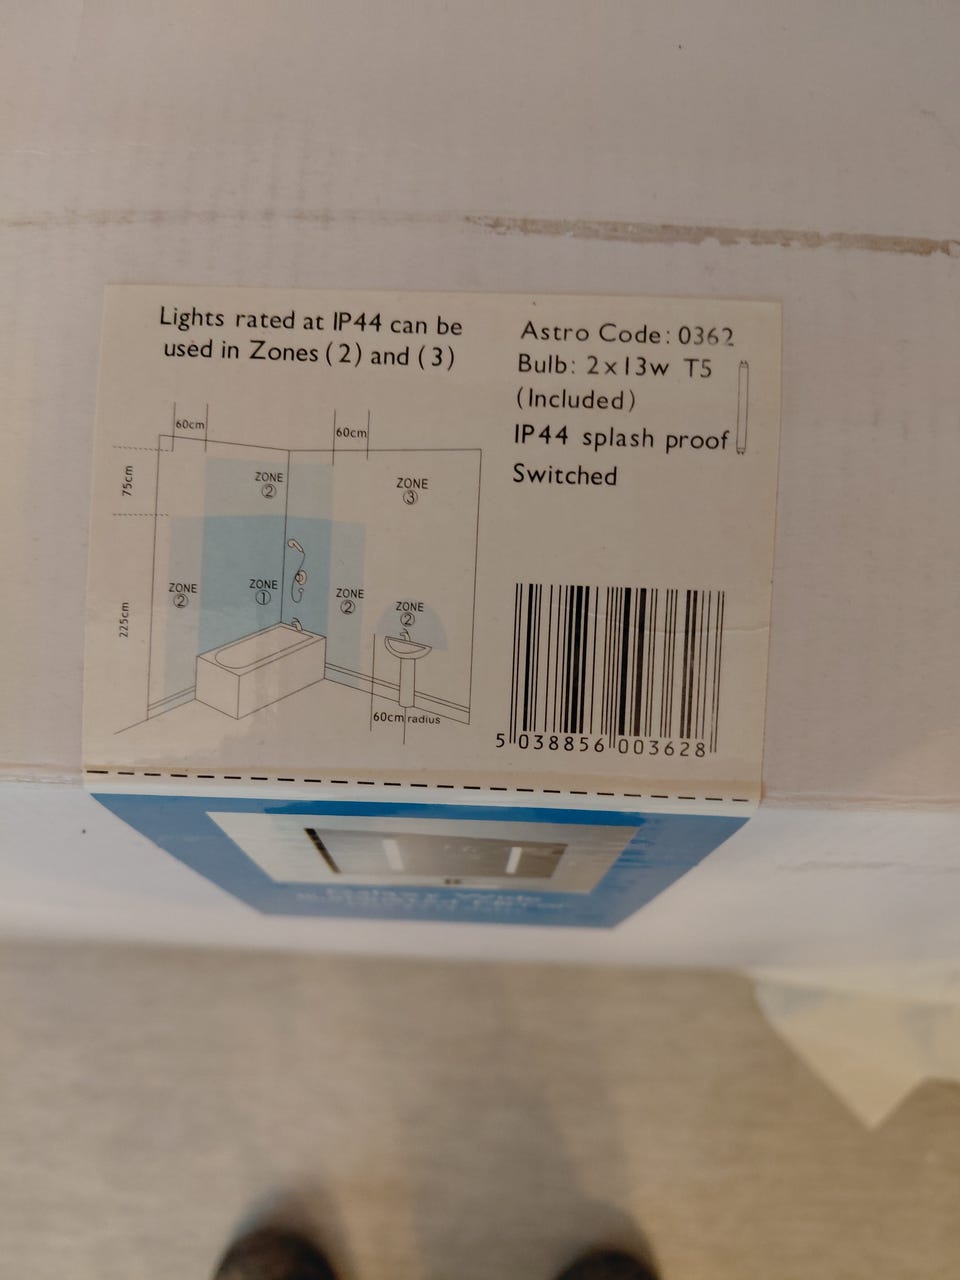 Lights rated at IP44 can be
used in Zones (2) and (3)
Astro Code: 0362
Bulb: 2x13w T5
(Included)
IP44 splash proof
Switched
60cm
60cm
75cm
225cm
ZONE
2
ZONE
3
ZONE
2
ZONE
1
ZONE
2
ZONE
2
60cm radius
5 038856 003628